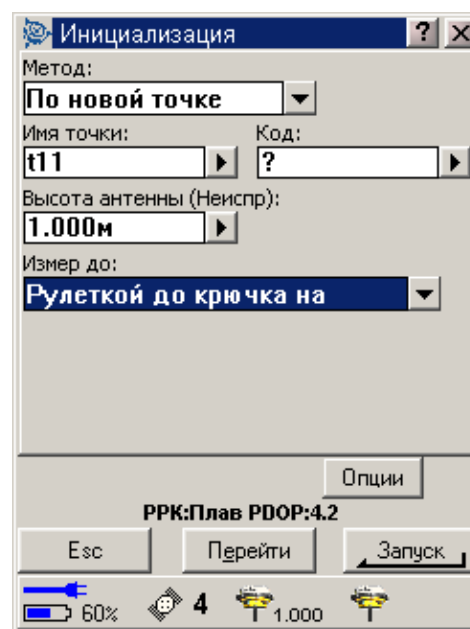 Инициализация ? ×
Метод:
По новой точке
Имя точки: Код:
t11 ?
Высота антенны (Неиспр):
1.000м
Измер до:
Рулеткой до крючка на
Опции
PPK:Плав PDOP:4.2
Esc Перейти Запуск
60% 4 1.000